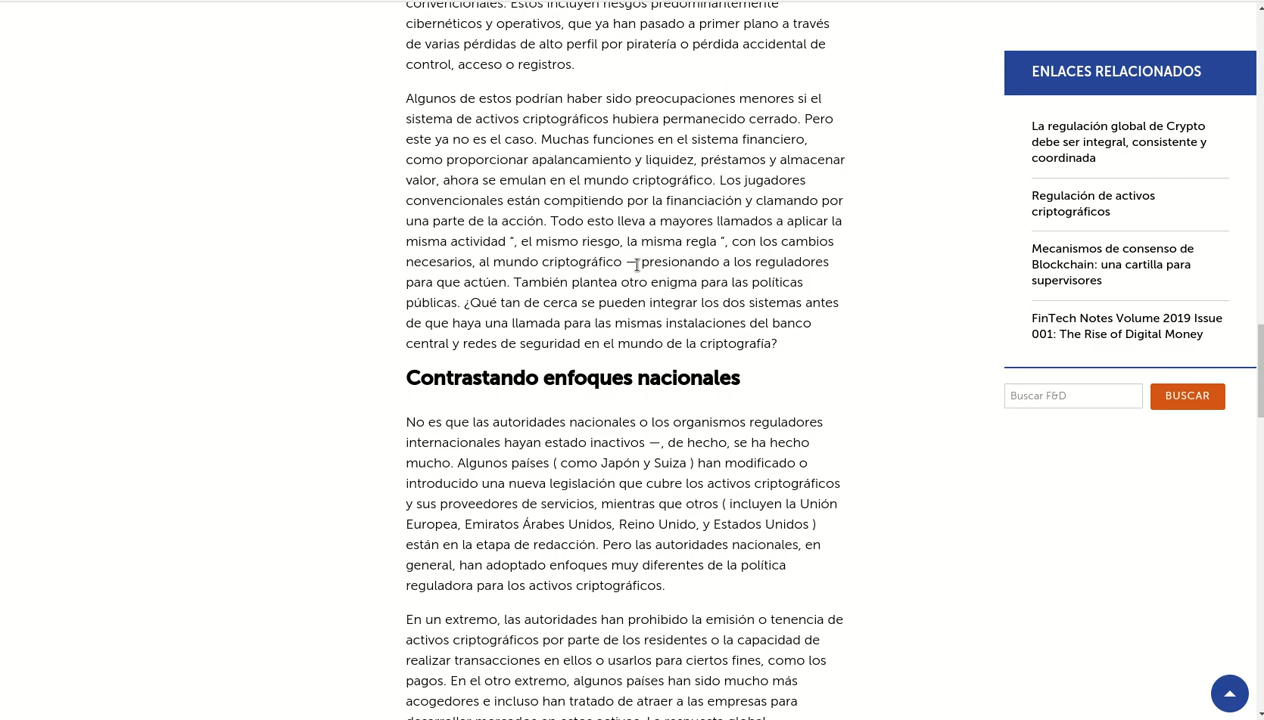 convencionales. Estos incluyen riesgos predominantemente
cibernéticos y operativos, que ya han pasado a primer plano a través
de varias pérdidas de alto perfil por piratería o pérdida accidental de
control, acceso o registros.
Algunos de estos podrían haber sido preocupaciones menores si el
sistema de activos criptográficos hubiera permanecido cerrado. Pero
este ya no es el caso. Muchas funciones en el sistema financiero,
como proporcionar apalancamiento y liquidez, préstamos y almacenar
valor, ahora se emulan en el mundo criptográfico. Los jugadores
convencionales están compitiendo por la financiación y clamando por
una parte de la acción. Todo esto lleva a mayores llamados a aplicar la
misma actividad “, el mismo riesgo, la misma regla ”, con los cambios
necesarios, al mundo criptográfico — presionando a los reguladores
para que actúen. También plantea otro enigma para las políticas
públicas. ¿Qué tan de cerca se pueden integrar los dos sistemas antes
de que haya una llamada para las mismas instalaciones del banco
central y redes de seguridad en el mundo de la criptografía?
Contrastando enfoques nacionales
No es que las autoridades nacionales o los organismos reguladores
internacionales hayan estado inactivos —, de hecho, se ha hecho
mucho. Algunos países ( como Japón y Suiza ) han modificado o
introducido una nueva legislación que cubre los activos criptográficos
y sus proveedores de servicios, mientras que otros ( incluyen la Unión
Europea, Emiratos Árabes Unidos, Reino Unido, y Estados Unidos )
están en la etapa de redacción. Pero las autoridades nacionales, en
general, han adoptado enfoques muy diferentes de la política
reguladora para los activos criptográficos.
En un extremo, las autoridades han prohibido la emisión o tenencia de
activos criptográficos por parte de los residentes o la capacidad de
realizar transacciones en ellos o usarlos para ciertos fines, como los
pagos. En el otro extremo, algunos países han sido mucho más
acogedores e incluso han tratado de atraer a las empresas para
desarrollar mercados en estos activos. La respuesta global
ENLACES RELACIONADOS
La regulación global de Crypto
debe ser integral, consistente y
coordinada
Regulación de activos
criptográficos
Mecanismos de consenso de
Blockchain: una cartilla para
supervisores
FinTech Notes Volume 2019 Issue
001: The Rise of Digital Money
Buscar F&D
BUSCAR